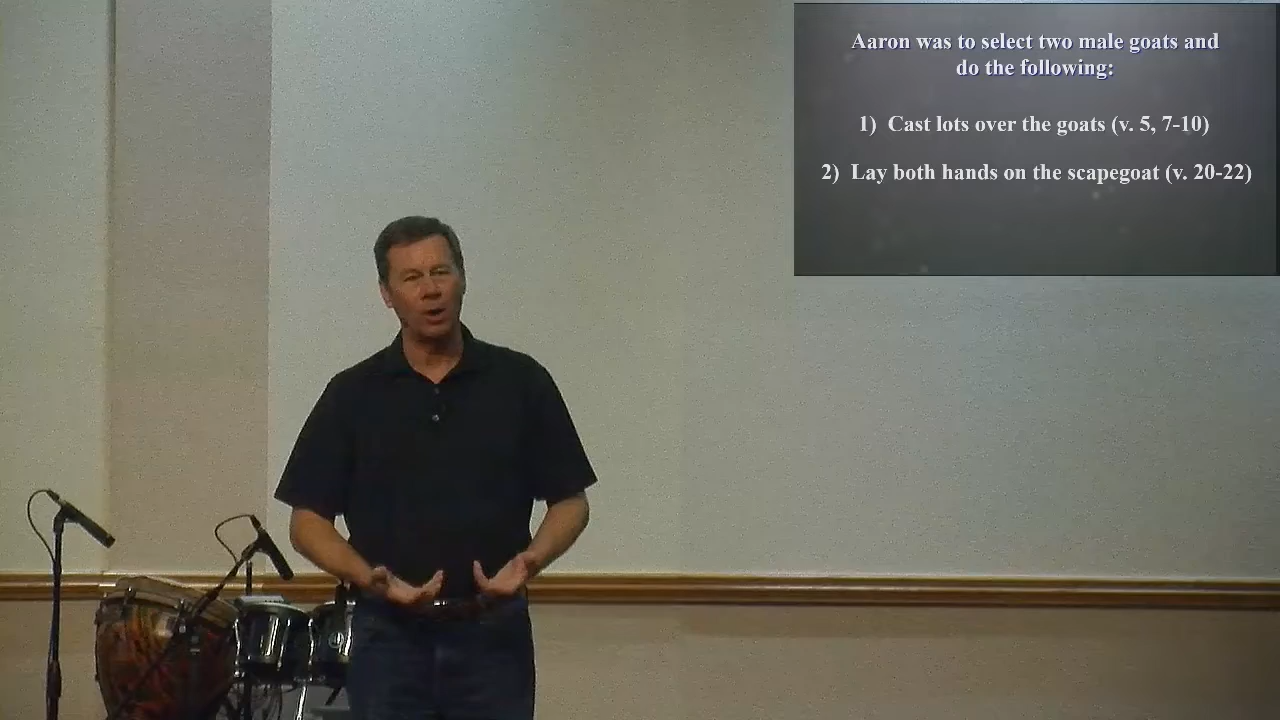 Aaron was to select two male goats and
do the following:
1) Cast lots over the goats (v. 5, 7-10)
2) Lay both hands on the scapegoat (v. 20-22)